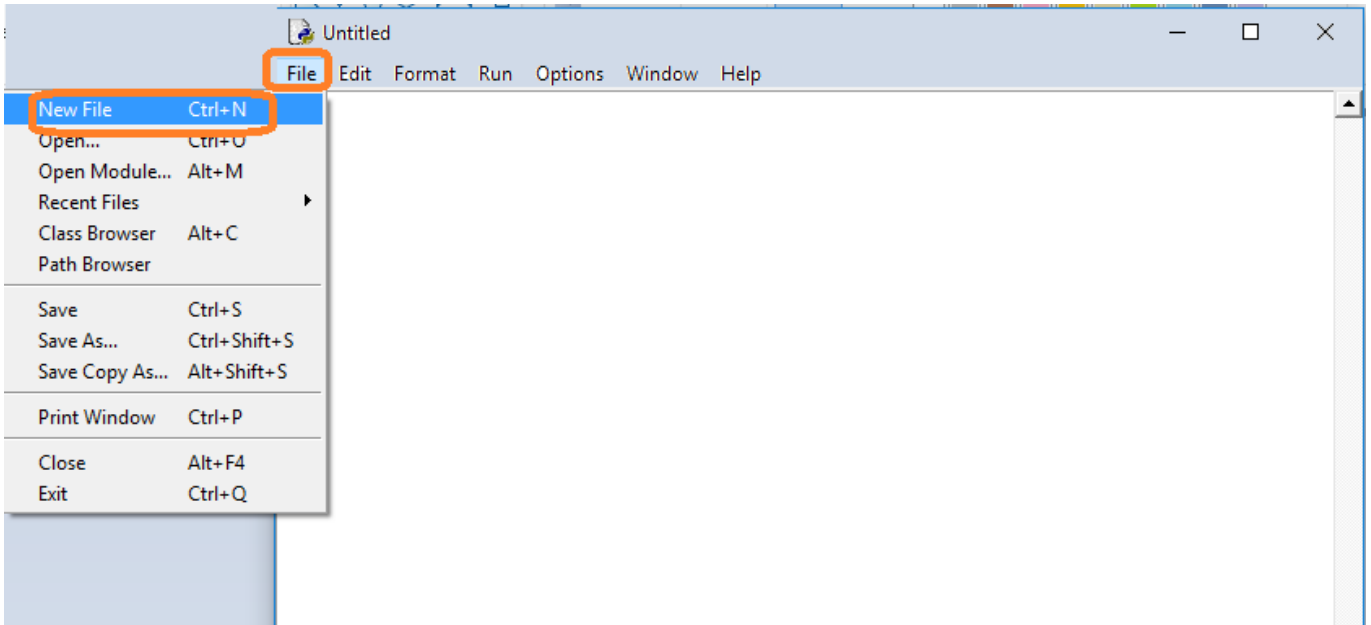 Untitled
File Edit Format Run Options Window Help
New File Ctrl+N
Open... Ctrl+O
Open Module... Alt+M
Recent Files
Class Browser Alt+C
Path Browser
Save Ctrl+S
Save As... Ctrl+Shift+S
Save Copy As... Alt+Shift+S
Print Window Ctrl+P
Close Alt+F4
Exit Ctrl+Q